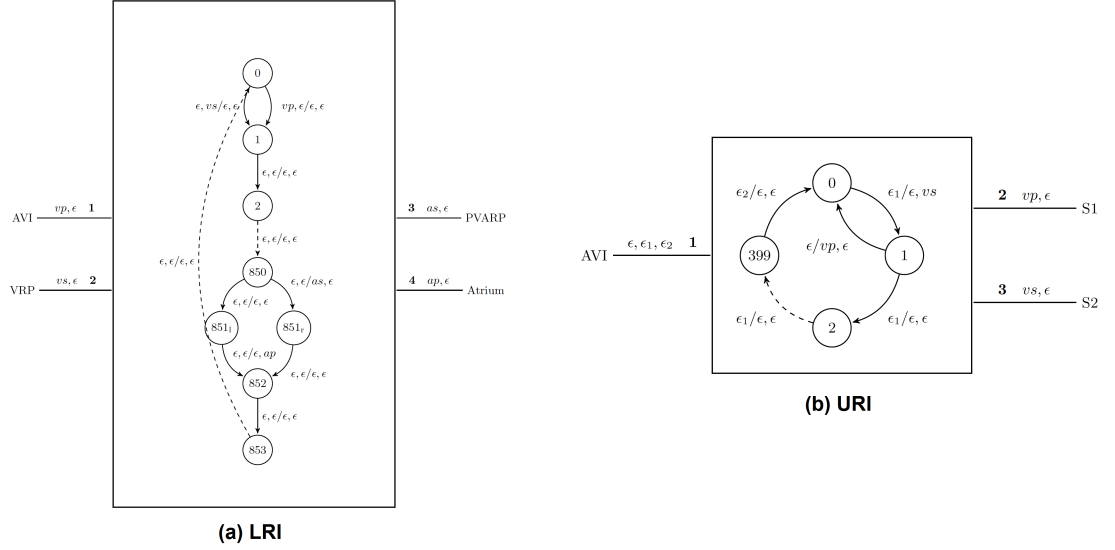 0
ϵ, vs/ϵ, ϵ
vp, ϵ/ϵ, ϵ
1
ϵ, ϵ/ϵ, ϵ
2
ϵ, ϵ/ϵ, ϵ
850
ϵ, ϵ/ϵ, ϵ
ϵ, ϵ/as, ϵ
ϵ, ϵ/ϵ, ϵ
851l
851r
ϵ, ϵ/ϵ, ap
ϵ, ϵ/ϵ, ϵ
852
ϵ, ϵ/ϵ, ϵ
853
AVI vp, ϵ 1
VRP vs, ϵ 2
3 as, ϵ PVARP
4 ap, ϵ Atrium
(a) LRI
0
ϵ2/ϵ, ϵ
ϵ1/ϵ, vs
ϵ/vp, ϵ
399
1
ϵ1/ϵ, ϵ
ϵ1/ϵ, ϵ
2
AVI ϵ, ϵ1, ϵ2 1
2 vp, ϵ S1
3 vs, ϵ S2
(b) URI